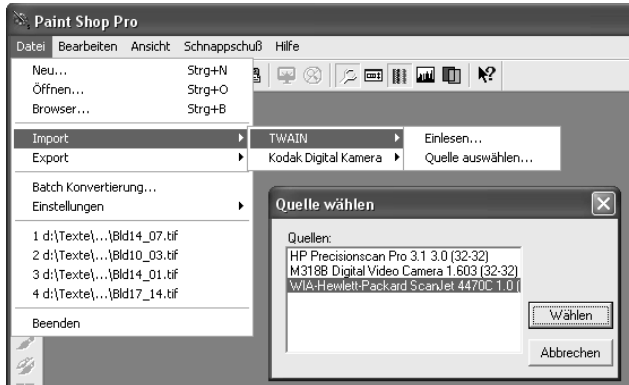 Paint Shop Pro
Datei Bearbeiten Ansicht Schnappschuß Hilfe
Neu... Strg+N
Öffnen... Strg+O
Browser... Strg+B
Import
Export
TWAIN
Kodak Digital Kamera
Einlesen...
Quelle auswählen...
Batch Konvertierung...
Einstellungen
1 d:\Texte\...\Bld14_07.tif
2 d:\Texte\...\Bld10_03.tif
3 d:\Texte\...\Bld14_01.tif
4 d:\Texte\...\Bld17_14.tif
Beenden
Quelle wählen
Quellen:
HP Precisionscan Pro 3.1 3.0 (32-32)
M318B Digital Video Camera 1.603 (32-32)
WIA-Hewlett-Packard ScanJet 4470C 1.0 (
Wählen
Abbrechen